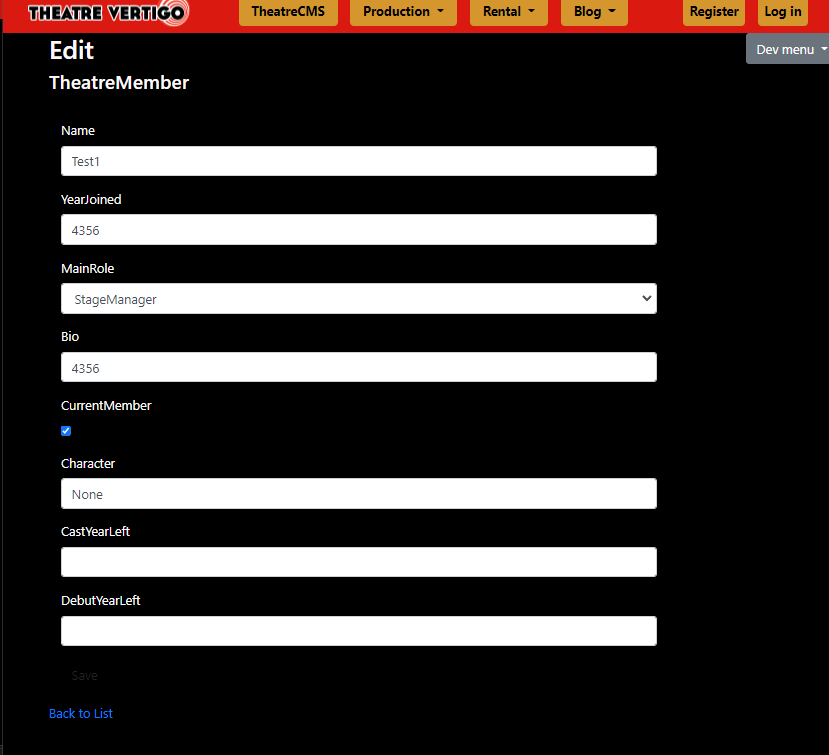 THEATRE VERTIGO
TheatreCMS
Production
Rental
Blog
Register
Log in
Edit
Dev menu
TheatreMember
Name
Test1
YearJoined
4356
MainRole
StageManager
Bio
4356
CurrentMember
Character
None
CastYearLeft
DebutYearLeft
Save
Back to List